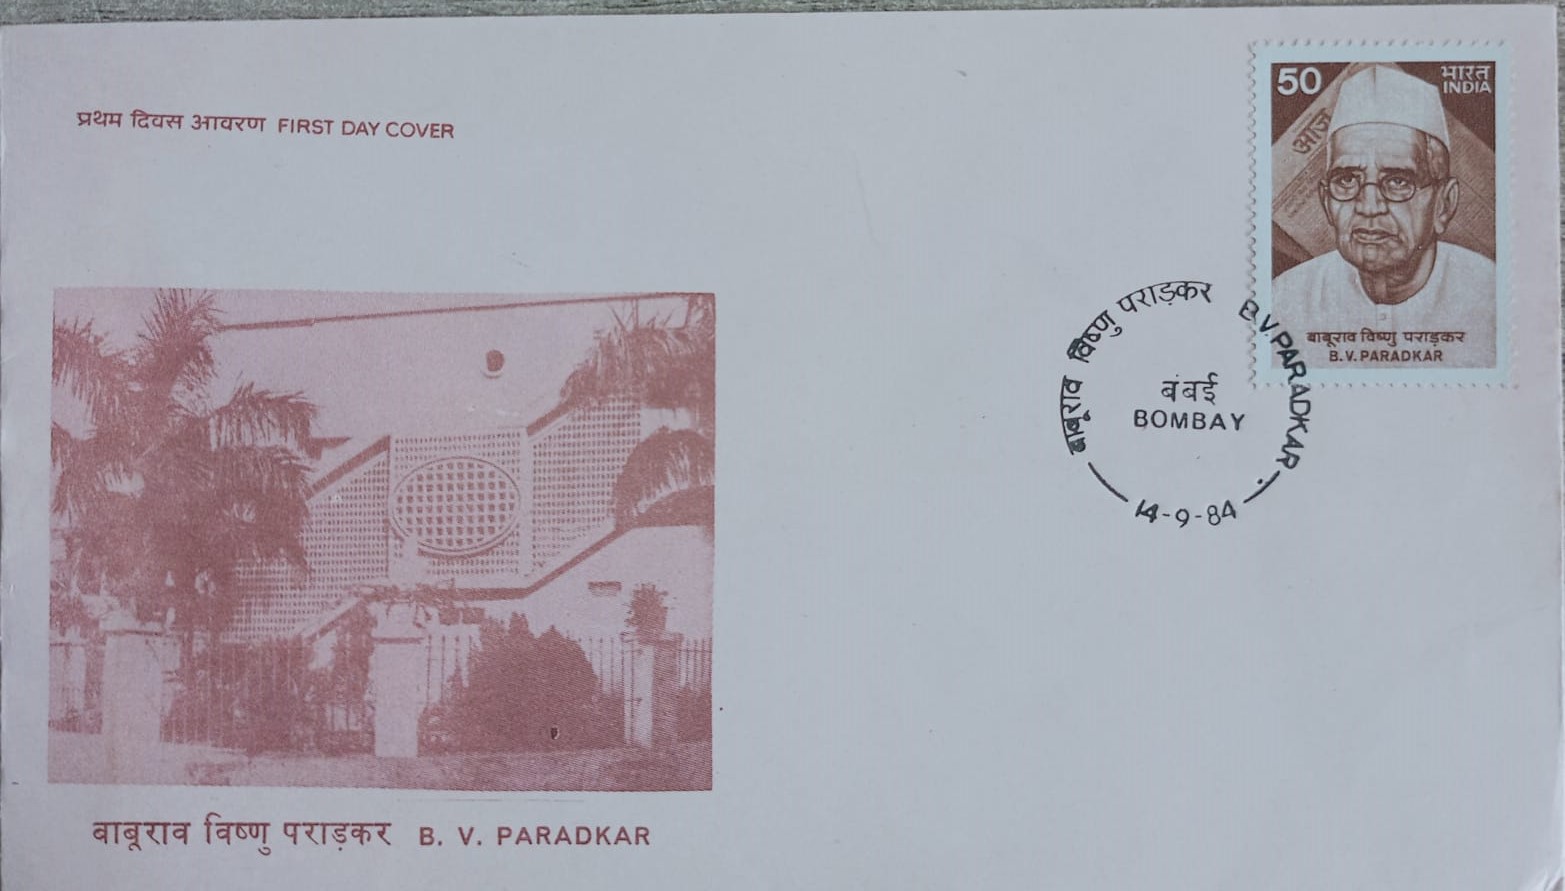 प्रथम दिवस आवरण FIRST DAY COVER
50
भारत
INDIA
आज
बाबूराव विष्णु पराड़कर
B. V. PARADKAR
बाबूराव विष्णु पराड़कर B. V. PARADKAR
बंबई
BOMBAY
14-9-84
बाबूराव विष्णु पराड़कर B. V. PARADKAR